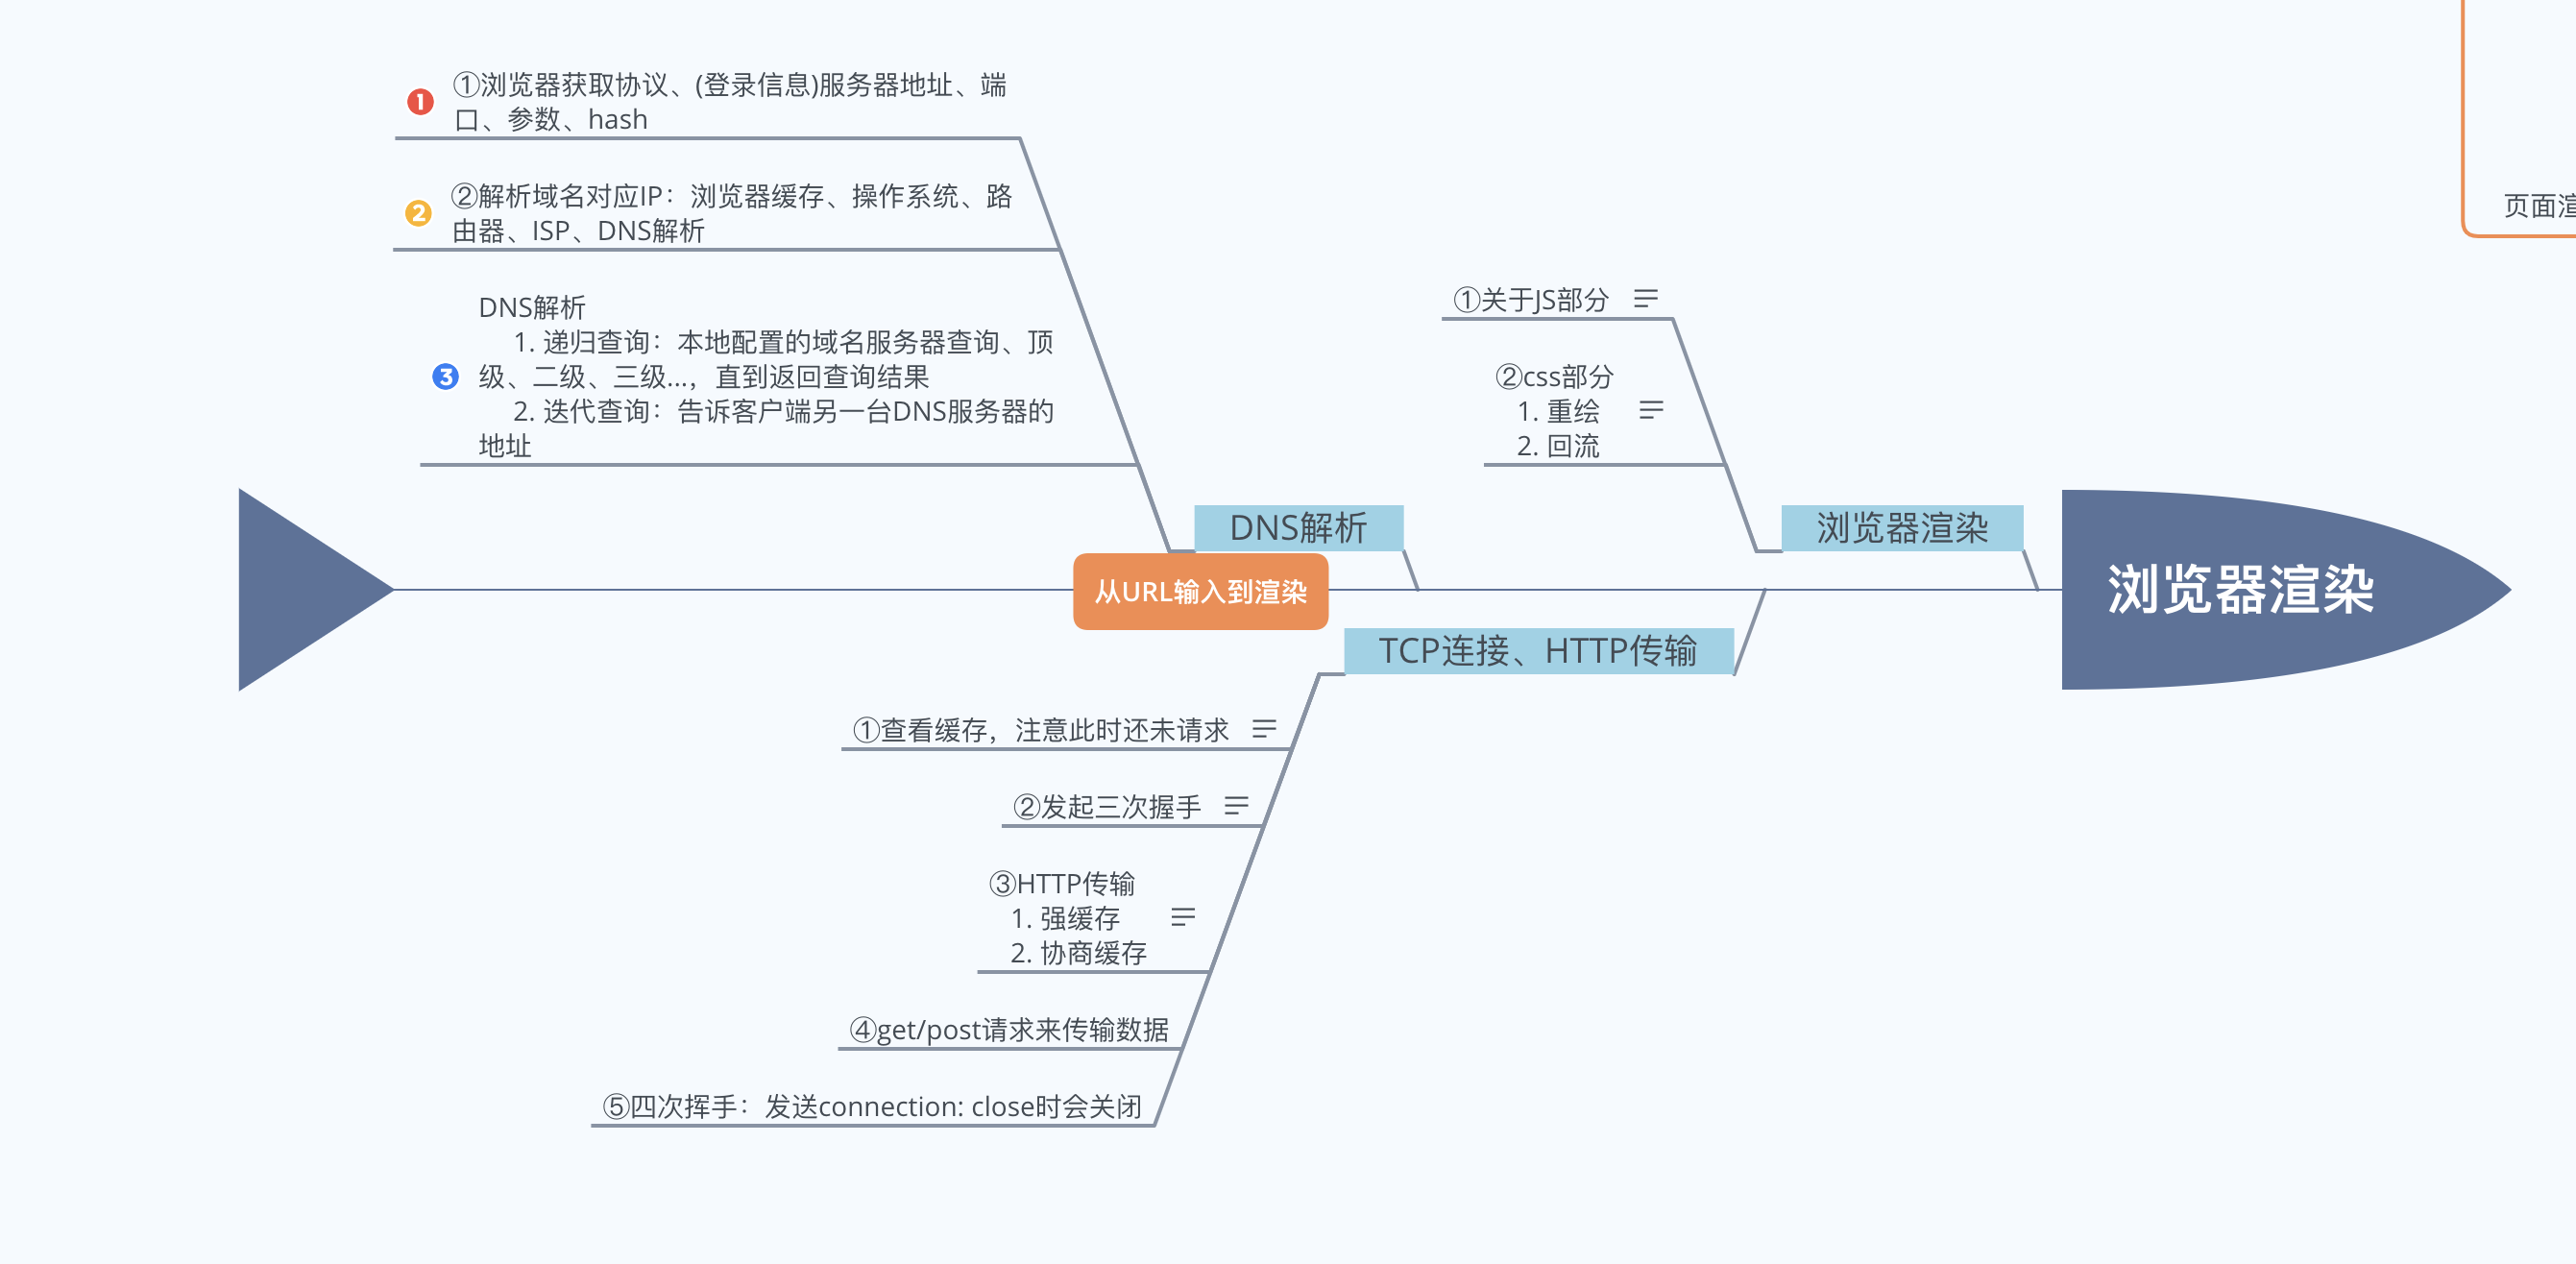 ①浏览器获取协议、(登录信息)服务器地址、端
口、参数、hash
②解析域名对应IP：浏览器缓存、操作系统、路
由器、ISP、DNS解析
DNS解析
1. 递归查询：本地配置的域名服务器查询、顶
级、二级、三级...，直到返回查询结果
2. 迭代查询：告诉客户端另一台DNS服务器的
地址
1
2
3
DNS解析
①关于JS部分
②css部分
1. 重绘
2. 回流
浏览器渲染
页面渲
从URL输入到渲染
浏览器渲染
TCP连接、HTTP传输
①查看缓存，注意此时还未请求
②发起三次握手
③HTTP传输
1. 强缓存
2. 协商缓存
④get/post请求来传输数据
⑤四次挥手：发送connection: close时会关闭